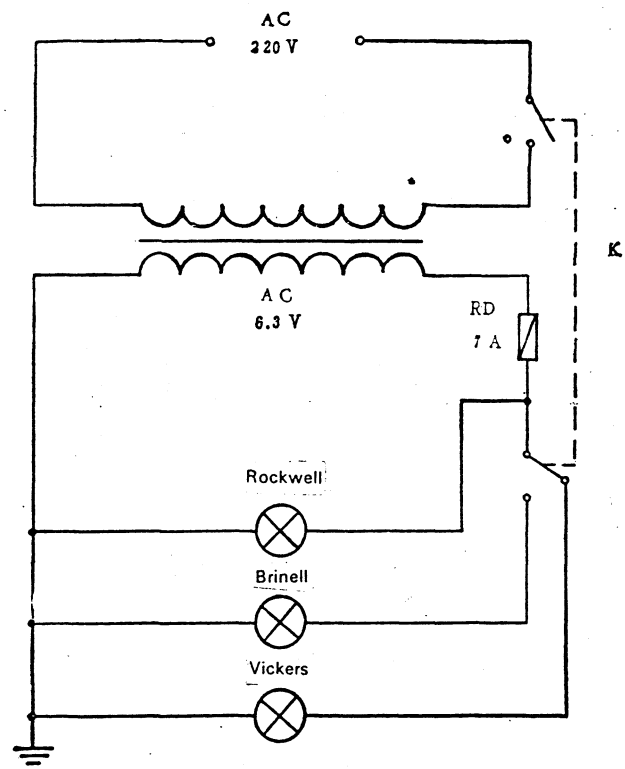 AC
220 V
K
AC
6.3 V
RD
7 A
Rockwell
Brinell
Vickers